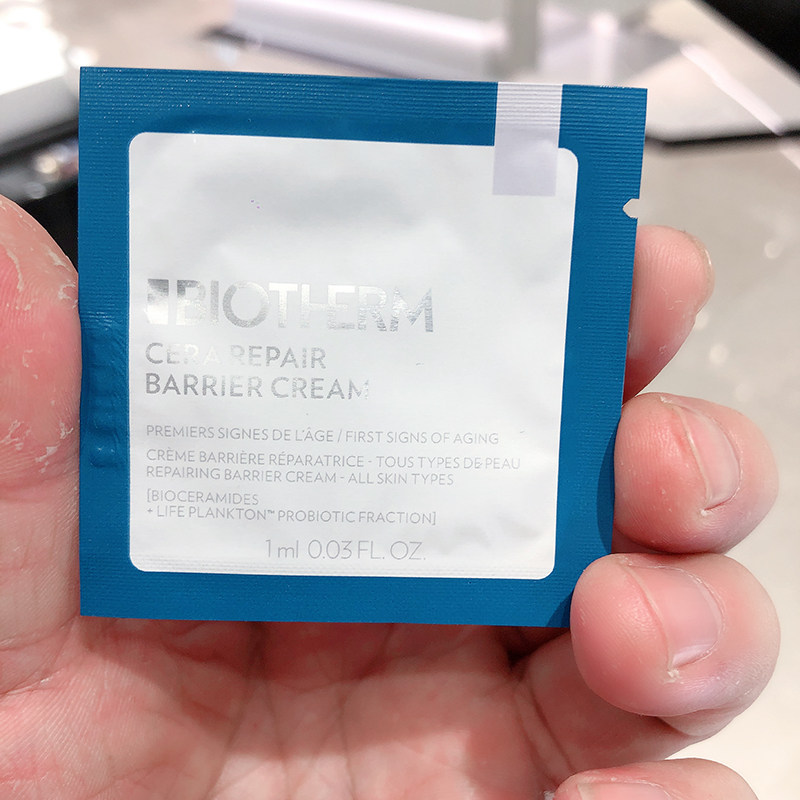 BIOTHERM
CERA REPAIR
BARRIER CREAM
PREMIERS SIGNES DE L'ÂGE / FIRST SIGNS OF AGING
CRÈME BARRIÈRE RÉPARATRICE - TOUS TYPES DE PEAU
REPAIRING BARRIER CREAM - ALL SKIN TYPES
[BIOCERAMIDES
+ LIFE PLANKTON™ PROBIOTIC FRACTION]
1 ml 0.03 FL. OZ.